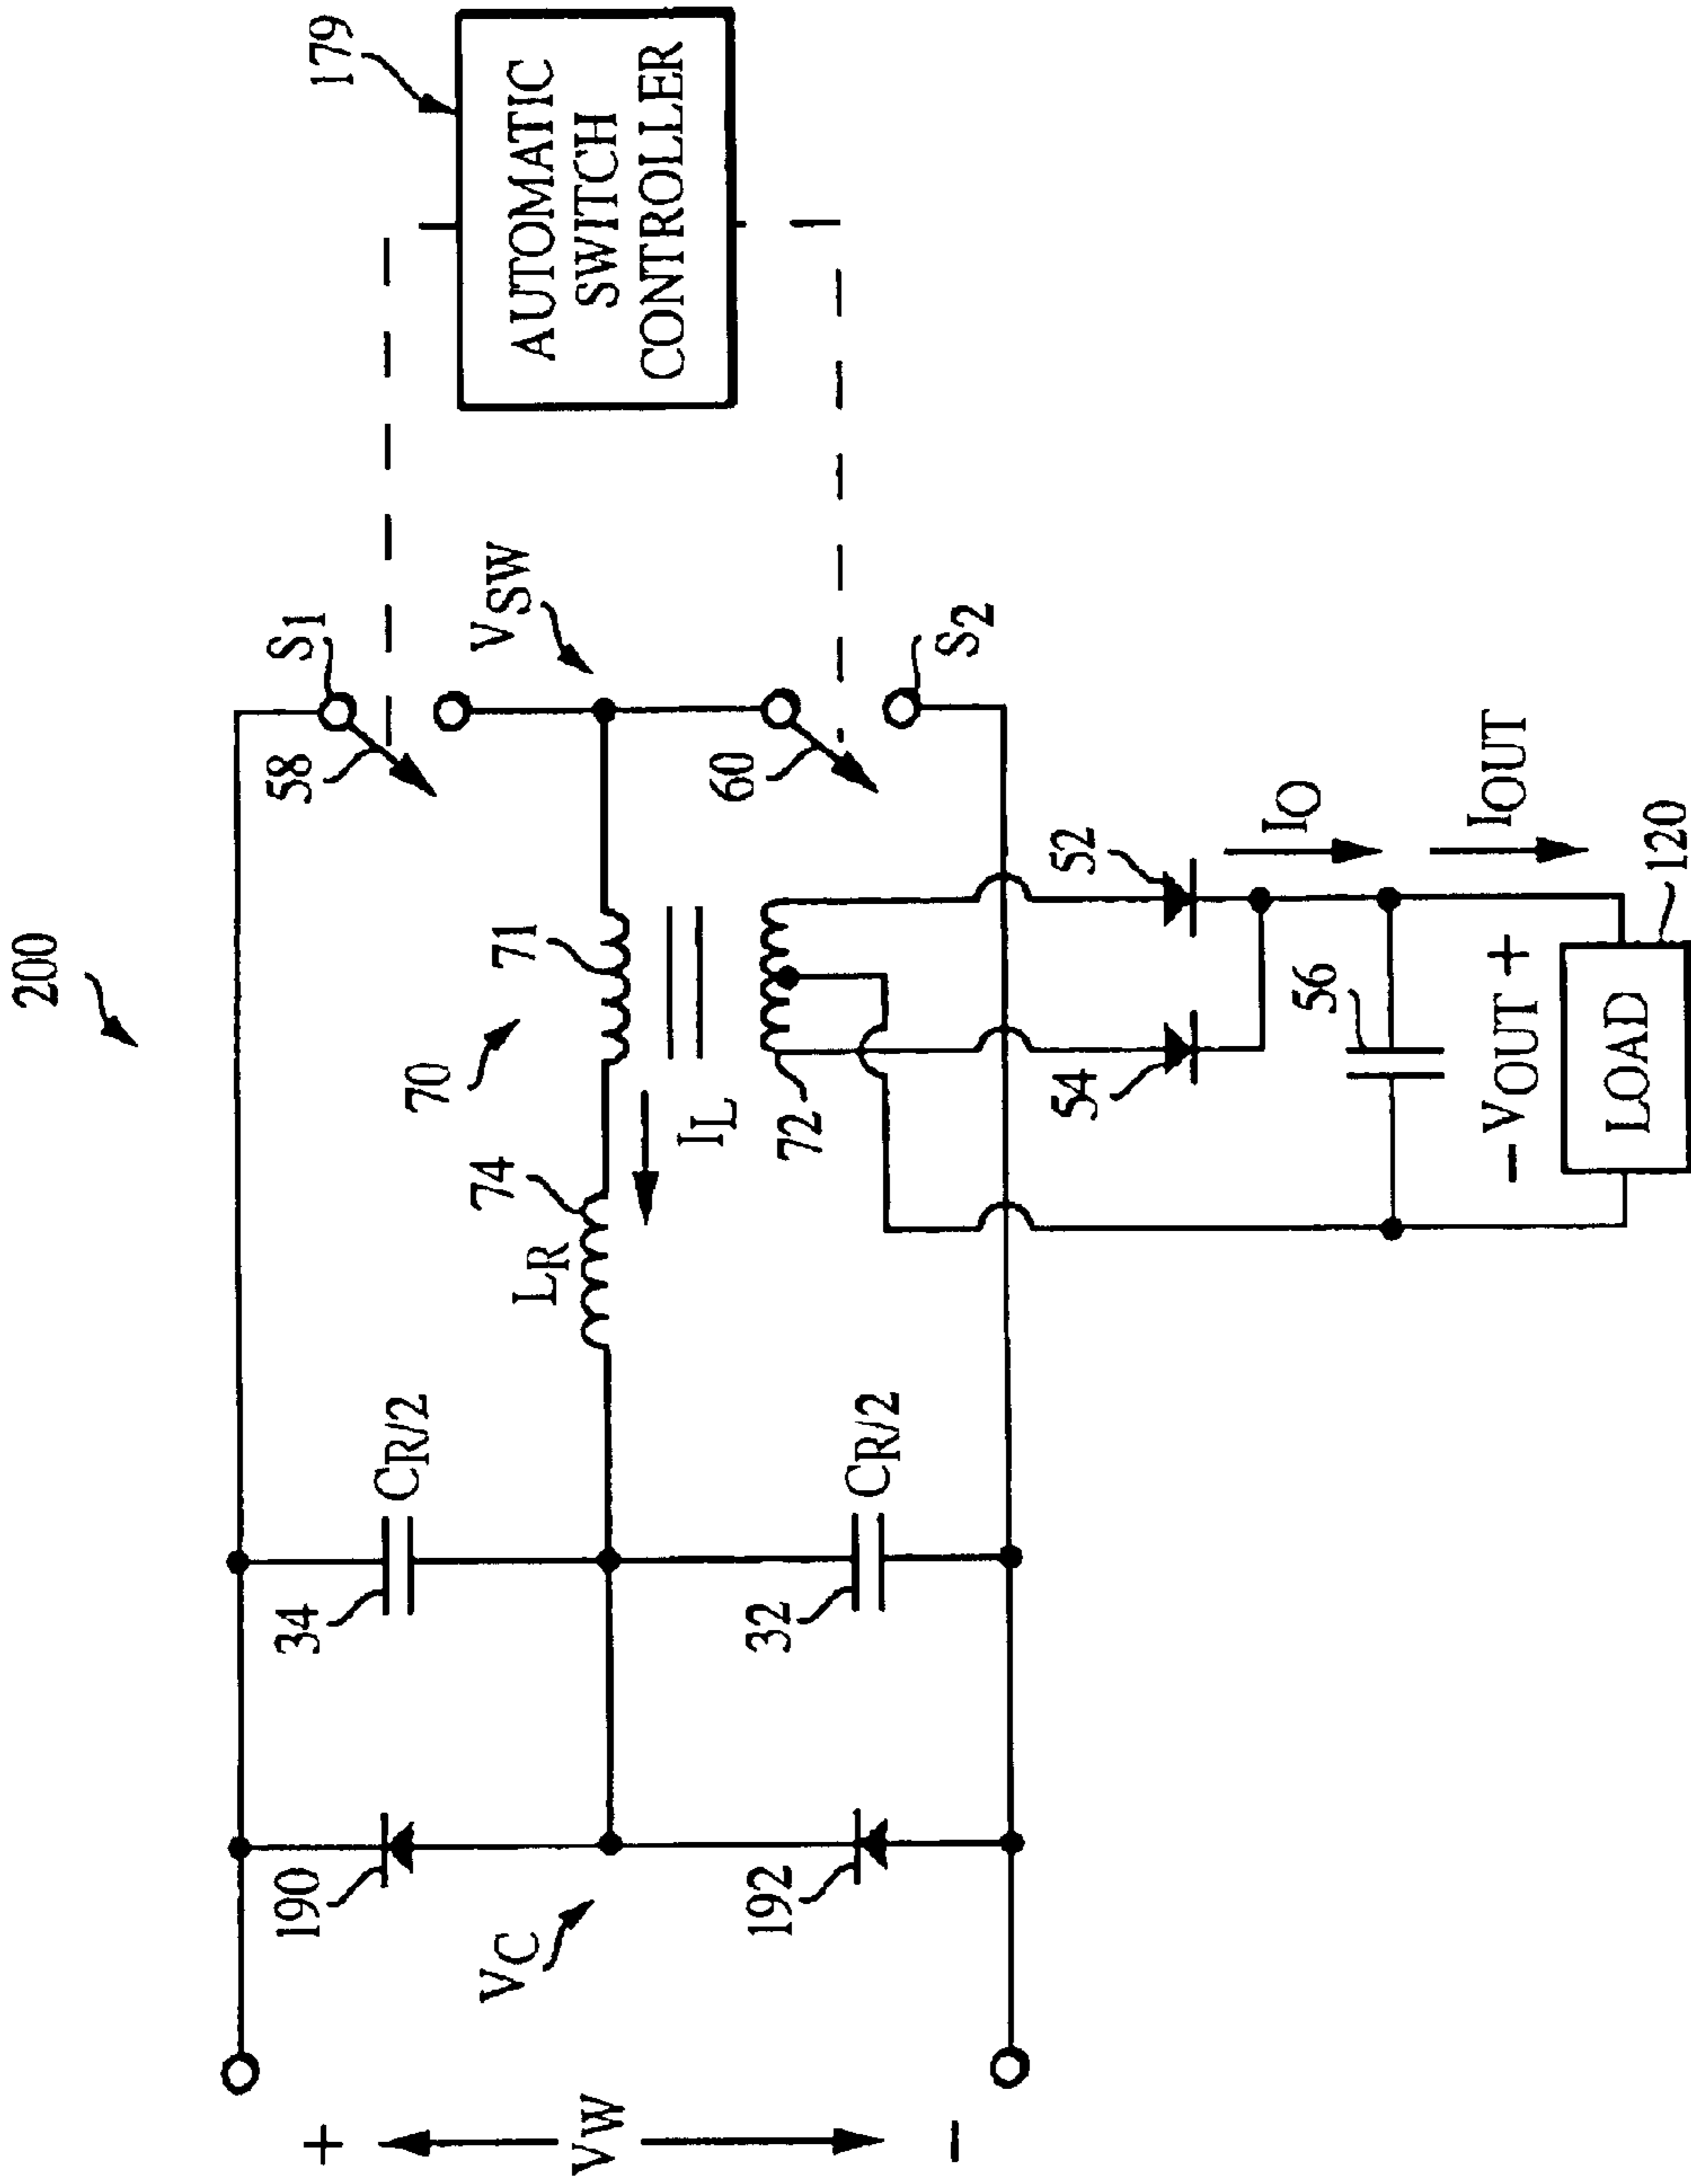 200
179
AUTOMATIC
SWITCH
CONTROLLER
S1
58
VSW
60
S2
70
71
74
LR
IL
72
34
CR/2
32
CR/2
190
VC
192
+
VW
-
52
54
IO
IOUT
56
- VOUT +
LOAD
120